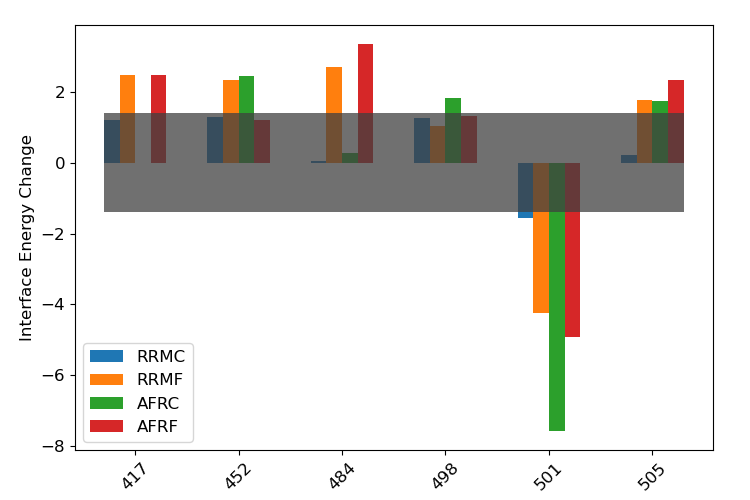 Interface Energy Change
2
0
−2
−4
−6
−8
RRMC
RRMF
AFRC
AFRF
417
452
484
498
501
505